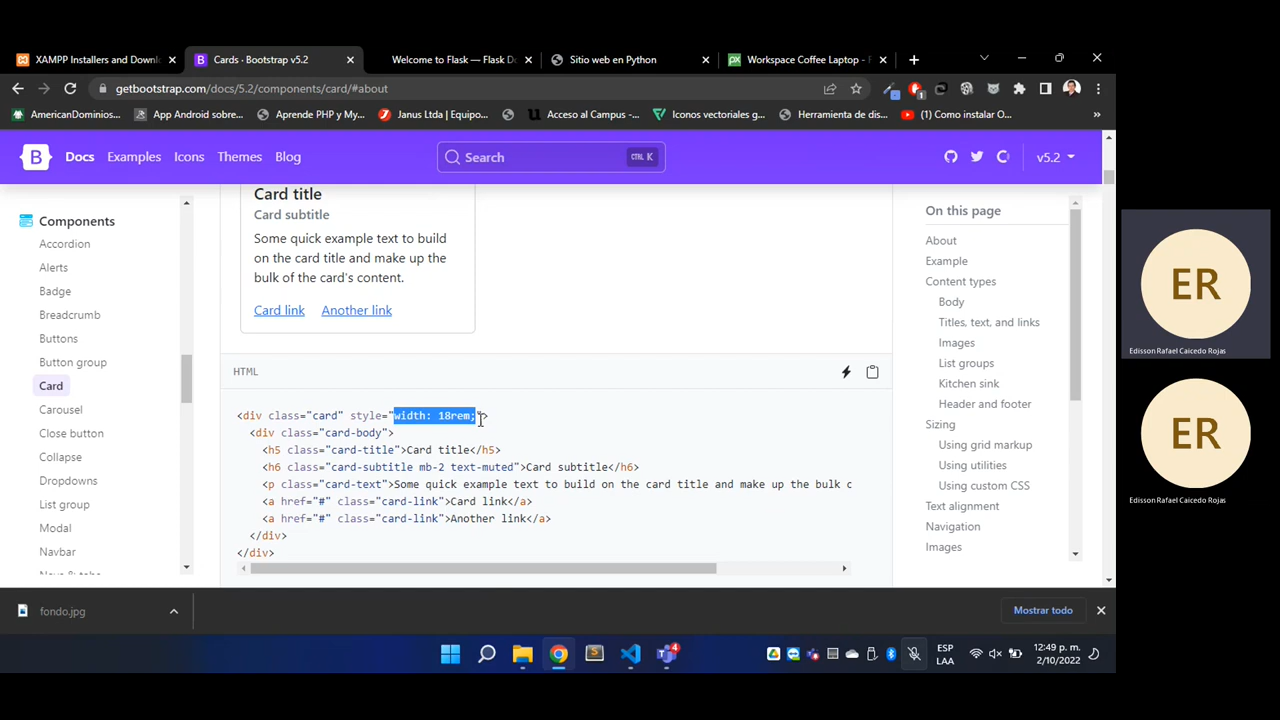 XAMPP Installers and Downl
Cards · Bootstrap v5.2
Welcome to Flask — Flask Do
Sitio web en Python
Workspace Coffee Laptop - F
getbootstrap.com/docs/5.2/components/card/#about
AmericanDominios...
App Android sobre...
Aprende PHP y My...
Janus Ltda | Equipo...
Acceso al Campus -...
Iconos vectoriales g...
Herramienta de dis...
(1) Como instalar O...
»
B
Docs
Examples
Icons
Themes
Blog
Search
CTRL K
v5.2
Components
Accordion
Alerts
Badge
Breadcrumb
Buttons
Button group
Card
Carousel
Close button
Collapse
Dropdowns
List group
Modal
Navbar
Navs & tabs
Card title
Card subtitle
Some quick example text to build
on the card title and make up the
bulk of the card's content.
Card link Another link
HTML
<div class="card" style="width: 18rem;">
<div class="card-body">
<h5 class="card-title">Card title</h5>
<h6 class="card-subtitle mb-2 text-muted">Card subtitle</h6>
<p class="card-text">Some quick example text to build on the card title and make up the bulk c
<a href="#" class="card-link">Card link</a>
<a href="#" class="card-link">Another link</a>
</div>
</div>
On this page
About
Example
Content types
Body
Titles, text, and links
Images
List groups
Kitchen sink
Header and footer
Sizing
Using grid markup
Using utilities
Using custom CSS
Text alignment
Navigation
Images
ER
Edisson Rafael Caicedo Rojas
ER
Edisson Rafael Caicedo Rojas
fondo.jpg
Mostrar todo
4
ESP
LAA
12:49 p. m.
2/10/2022